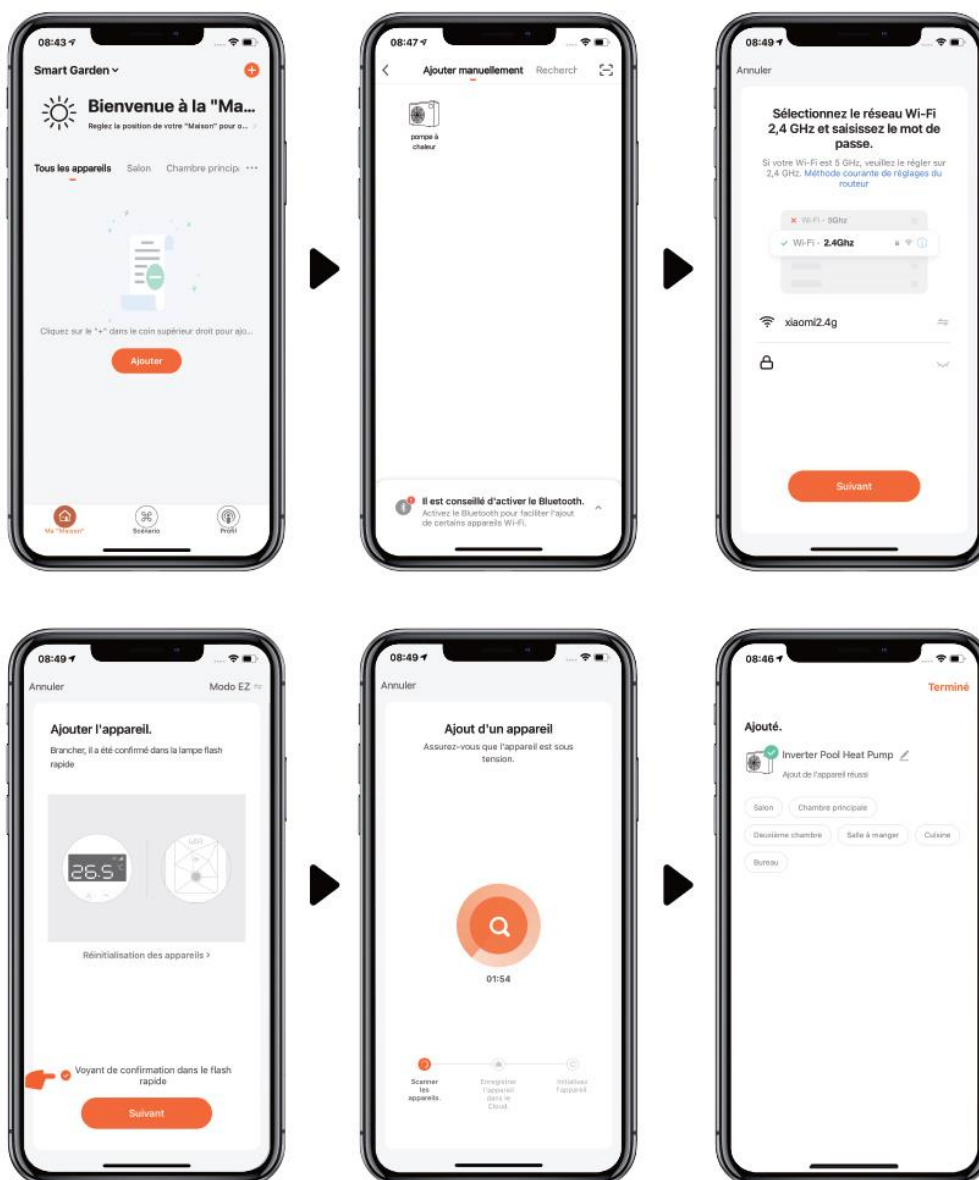 08:43
Smart Garden
Bienvenue à la "Ma...
Reglez la position de votre "Maison" pour o...
Tous les appareils Salon Chambre princip ...
Cliquez sur le "+" dans le coin supérieur droit pour ajo...
Ajouter
Ma "Maison" Scénario Profil
08:47
Ajouter manuellement Recherch
pompe à
chaleur
Il est conseillé d'activer le Bluetooth.
Activez le Bluetooth pour faciliter l'ajout
de certains appareils Wi-Fi.
08:49
Annuler
Sélectionnez le réseau Wi-Fi
2,4 GHz et saisissez le mot de
passe.
Si votre Wi-Fi est 5 GHz, veuillez le régler sur
2,4 GHz. Méthode courante de réglages du
routeur
Wi-Fi - 5Ghz
Wi-Fi - 2.4Ghz
xiaomi2.4g
Suivant
08:49
Annuler Modo EZ
Ajouter l'appareil.
Brancher, il a été confirmé dans la lampe flash
rapide
26.5 °C
Réinitialisation des appareils >
Voyant de confirmation dans le flash
rapide
Suivant
08:49
Annuler
Ajout d'un appareil
Assurez-vous que l'appareil est sous
tension.
01:54
Scanner
les
appareils.
Enregistrer
l'appareil
dans le
Cloud.
Initialisez
l'appareil
08:46
Terminé
Ajouté.
Inverter Pool Heat Pump
Ajout de l'appareil réussi
Salon Chambre principale
Deuxième chambre Salle à manger Cuisine
Bureau